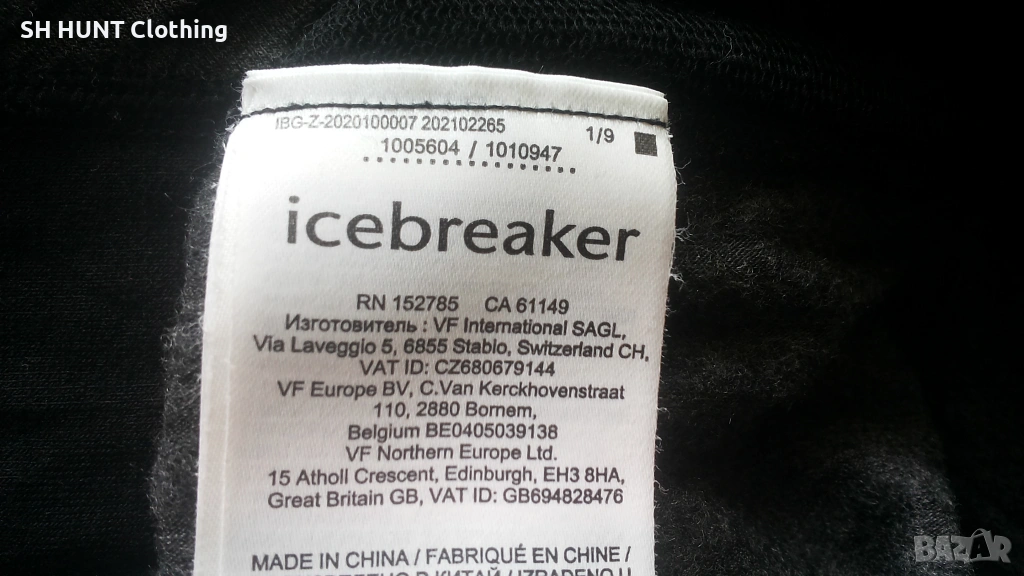 SH HUNT Clothing
IBG-Z-2020100007 202102265 1/9
1005604 / 1010947
icebreaker
RN 152785 CA 61149
Изготовитель : VF International SAGL,
Via Laveggio 5, 6855 Stabio, Switzerland CH,
VAT ID: CZ680679144
VF Europe BV, C.Van Kerckhovenstraat
110, 2880 Bornem,
Belgium BE0405039138
VF Northern Europe Ltd.
15 Atholl Crescent, Edinburgh, EH3 8HA,
Great Britain GB, VAT ID: GB694828476
MADE IN CHINA / FABRIQUÉ EN CHINE /
В КИТАЙ / IZRADENO U
BAZAR